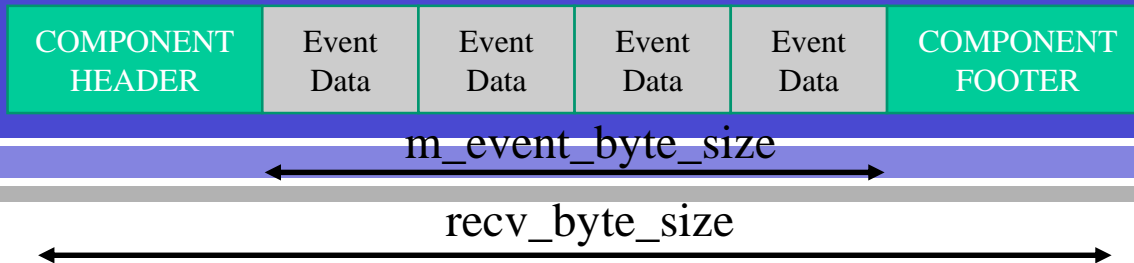 COMPONENT HEADER
Event Data
Event Data
Event Data
Event Data
COMPONENT FOOTER
m_event_byte_size
recv_byte_size